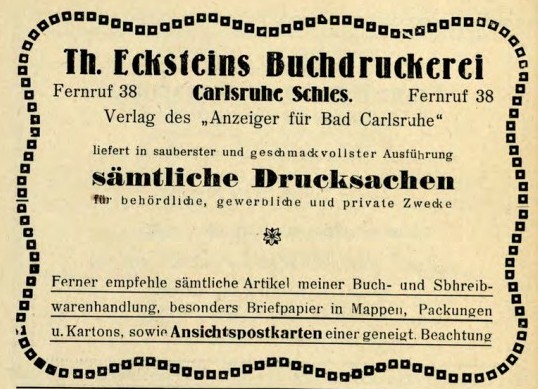 Th. Ecksteins Buchdruckerei
Fernruf 38 Carlsruhe Schles. Fernruf 38
Verlag des „Anzeiger für Bad Carlsruhe“
liefert in sauberster und geschmackvollster Ausführung
sämtliche Drucksachen
für behördliche, gewerbliche und private Zwecke
Ferner empfehle sämtliche Artikel meiner Buch- und Sbhreib-
warenhandlung, besonders Briefpapier in Mappen, Packungen
u. Kartons, sowie Ansichtspostkarten einer geneigt. Beachtung